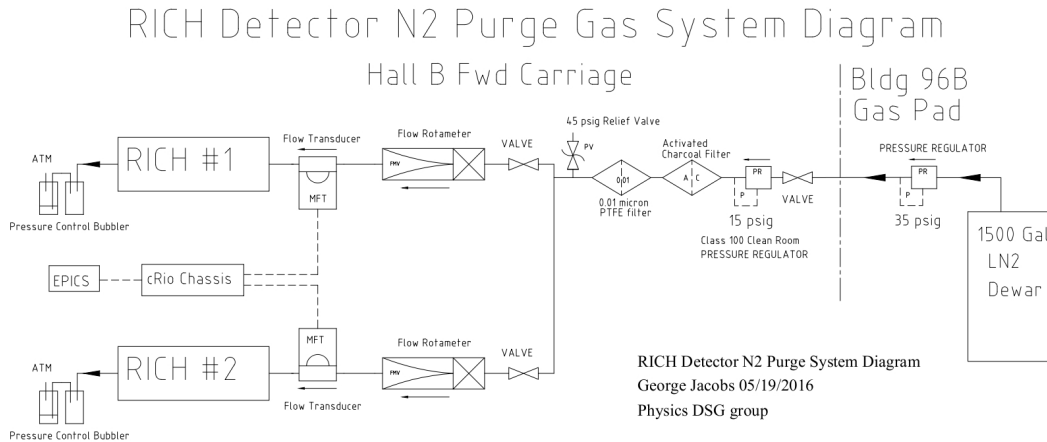 RICH Detector N2 Purge Gas System Diagram
Hall B Fwd Carriage
Bldg 96B
Gas Pad
45 psig Relief Valve
PV
Flow Transducer
Flow Rotameter
VALVE
Activated
Charcoal Filter
PRESSURE REGULATOR
ATM
RICH #1
FMV
0.01
A C
PR
PR
MFT
P
P
0.01 micron
PTFE filter
15 psig
VALVE
35 psig
Pressure Control Bubbler
Class 100 Clean Room
PRESSURE REGULATOR
1500 Gal
LN2
Dewar
EPICS
cRio Chassis
MFT
Flow Rotameter
VALVE
ATM
RICH #2
FMV
Flow Transducer
Pressure Control Bubbler
RICH Detector N2 Purge System Diagram
George Jacobs 05/19/2016
Physics DSG group